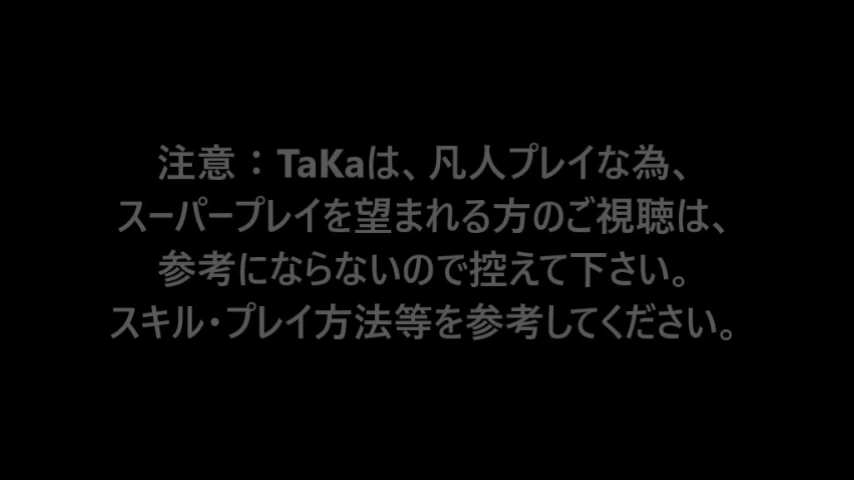 注意：TaKaは、凡人プレイな為、
スーパープレイを望まれる方のご視聴は、
参考にならないので控えて下さい。
スキル・プレイ方法等を参考してください。